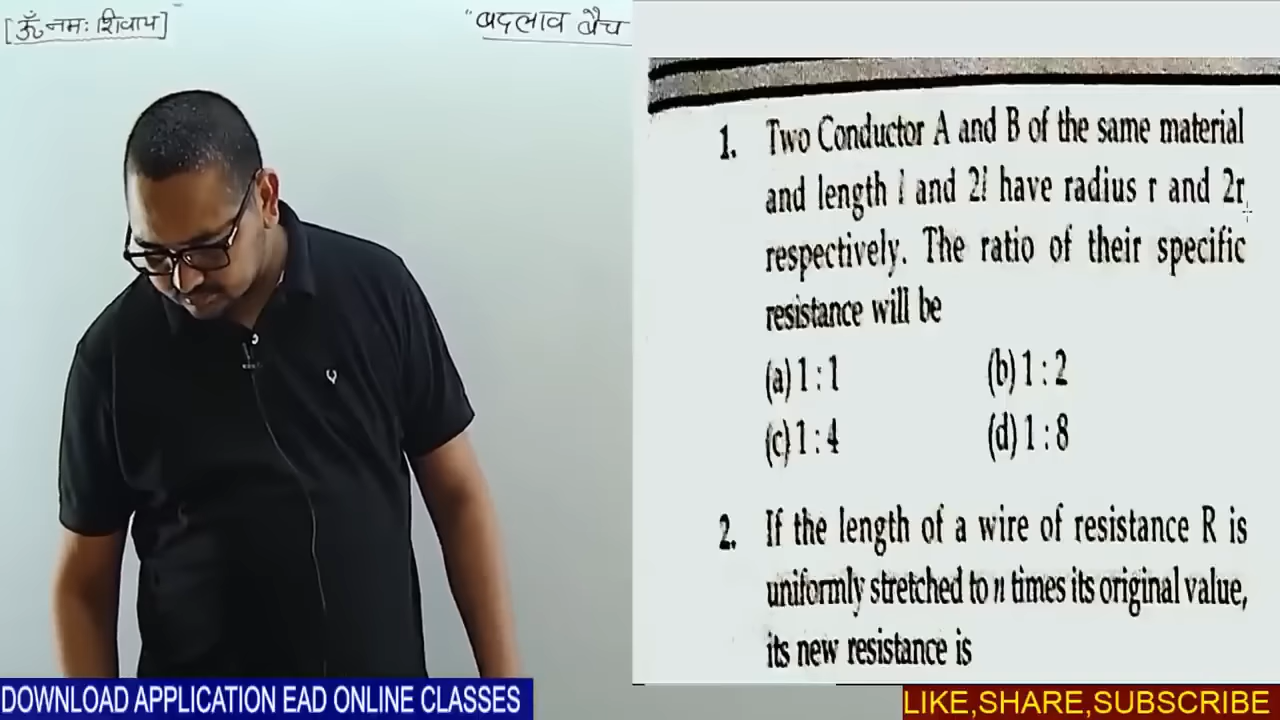 [ॐ नमः शिवाय]
"बदलाव बैच
1. Two Conductor A and B of the same material
and length l and 2l have radius r and 2r
respectively. The ratio of their specific
resistance will be
(a) 1 : 1 (b) 1 : 2
(c) 1 : 4 (d) 1 : 8
2. If the length of a wire of resistance R is
uniformly stretched to n times its original value,
its new resistance is
DOWNLOAD APPLICATION EAD ONLINE CLASSES
LIKE,SHARE,SUBSCRIBE